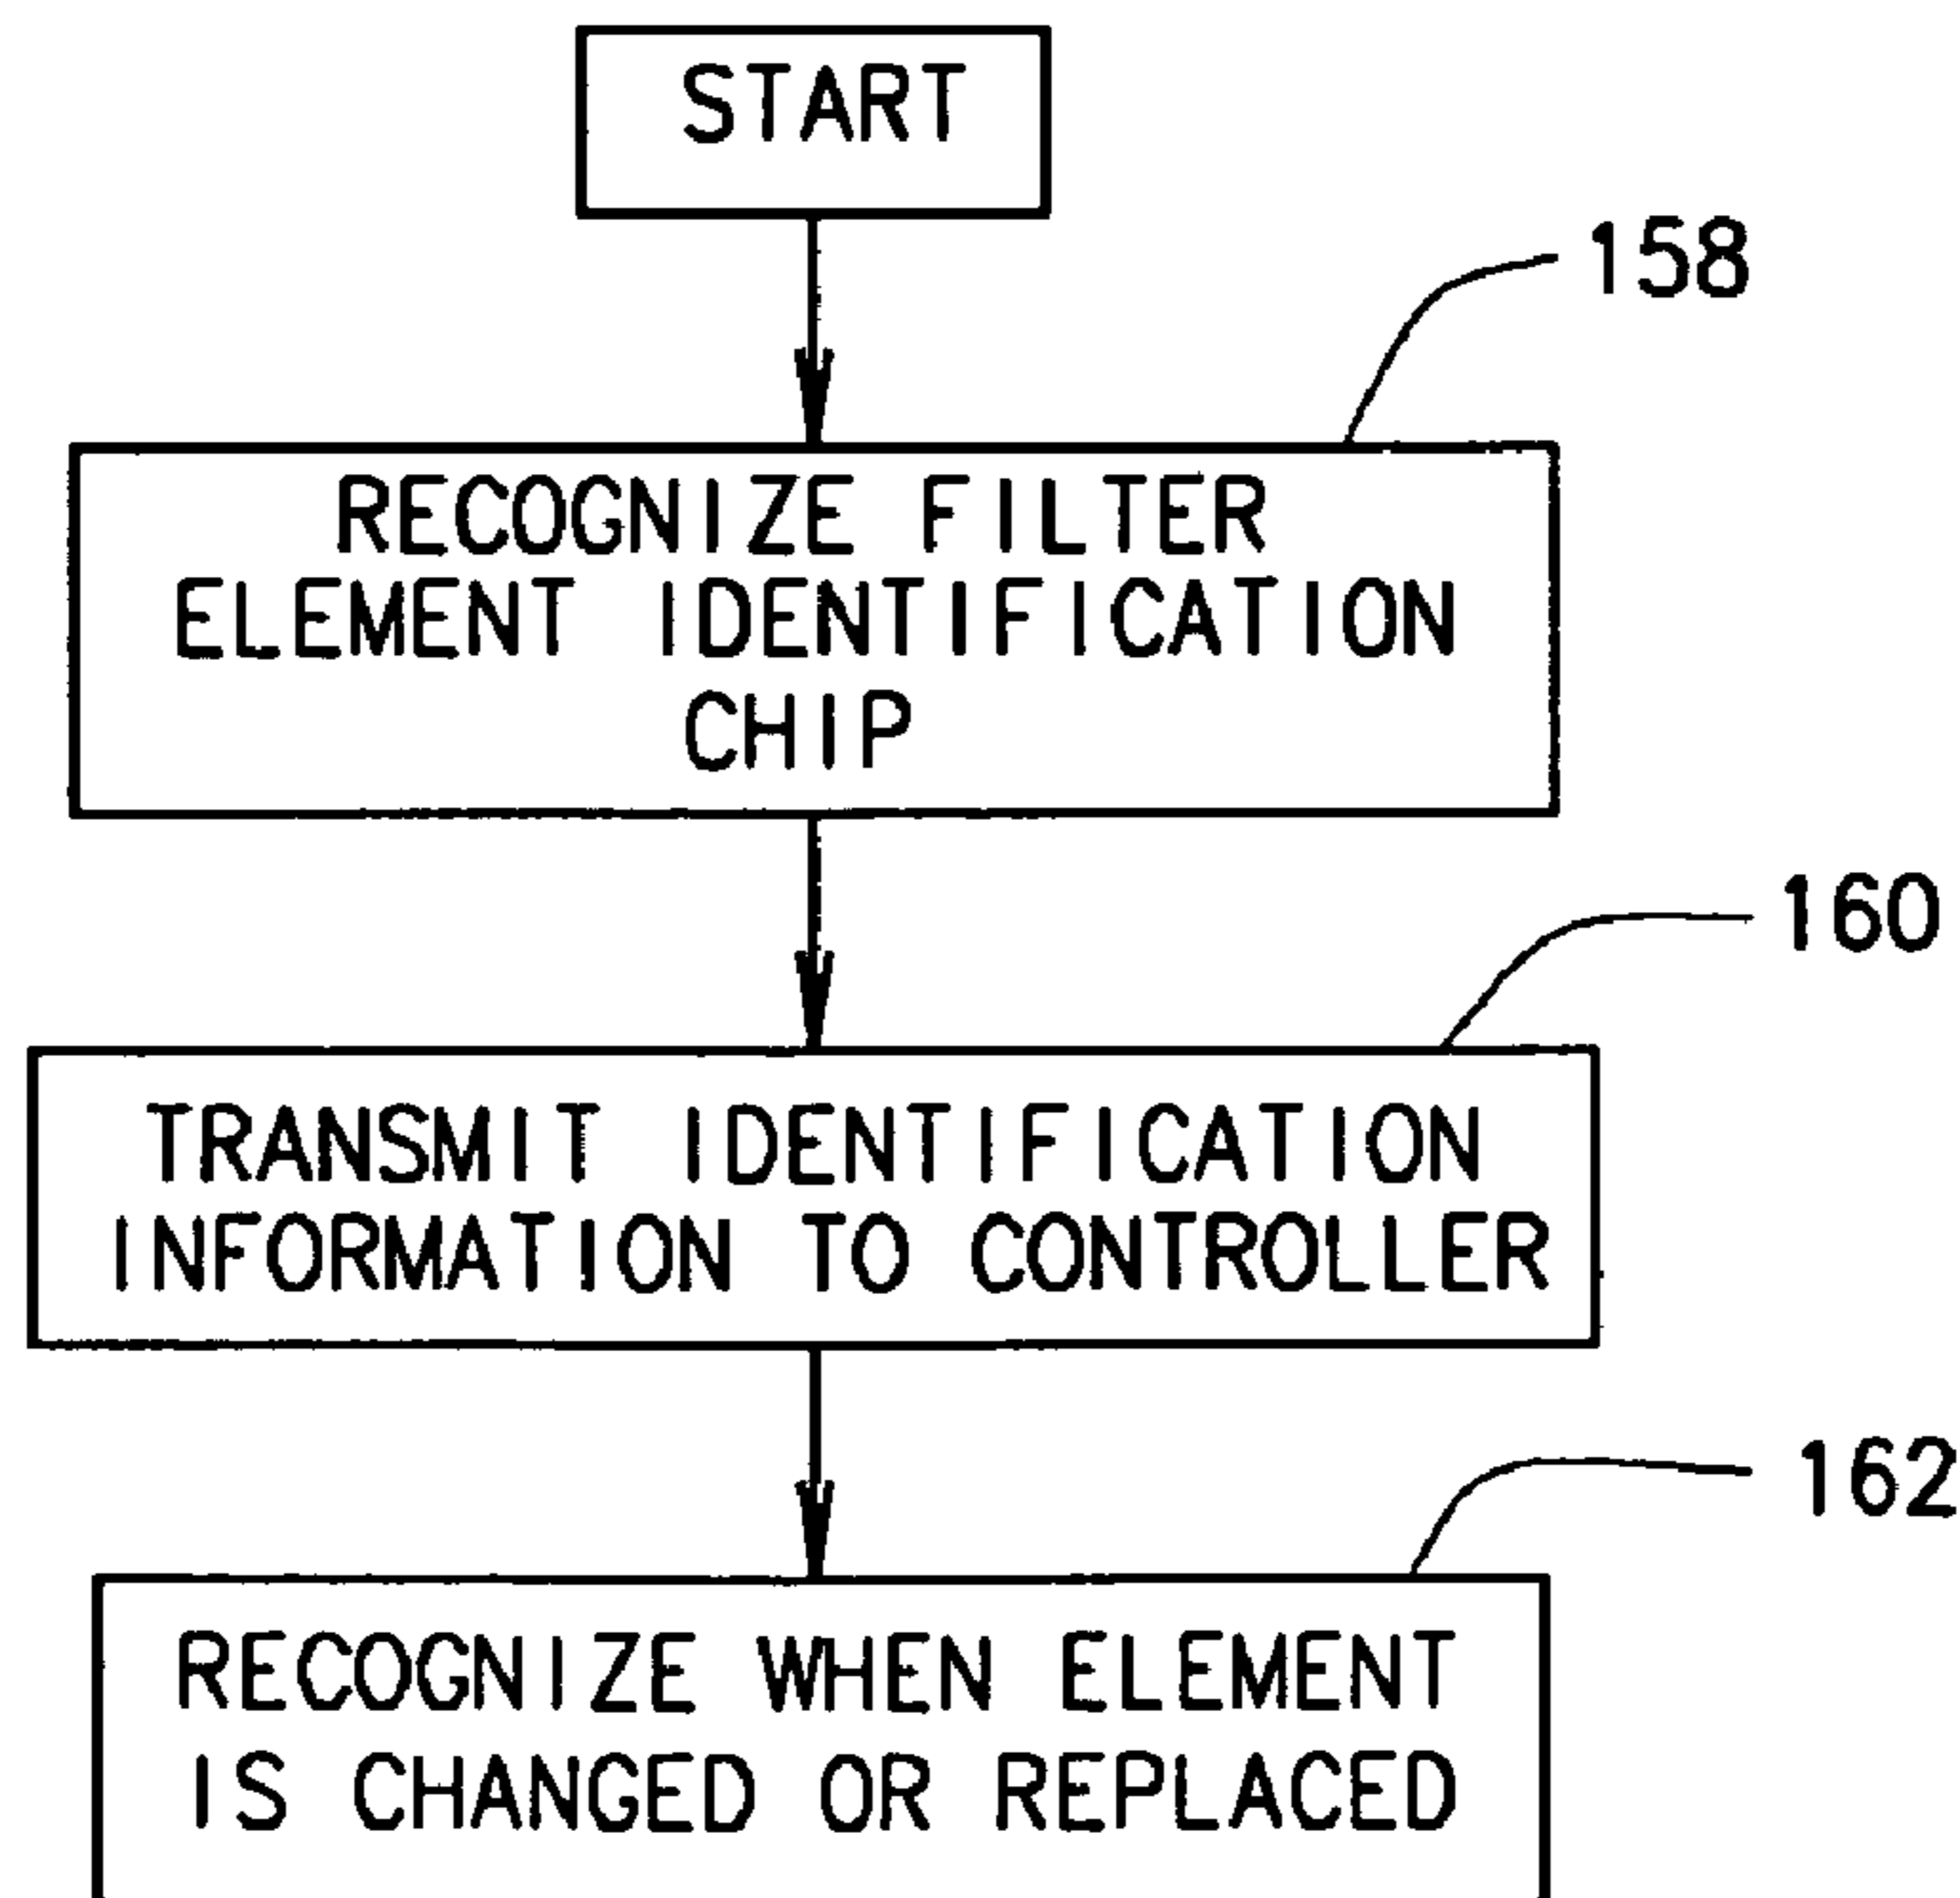 START
158
RECOGNIZE FILTER
ELEMENT IDENTIFICATION
CHIP
160
TRANSMIT IDENTIFICATION
INFORMATION TO CONTROLLER
162
RECOGNIZE WHEN ELEMENT
IS CHANGED OR REPLACED